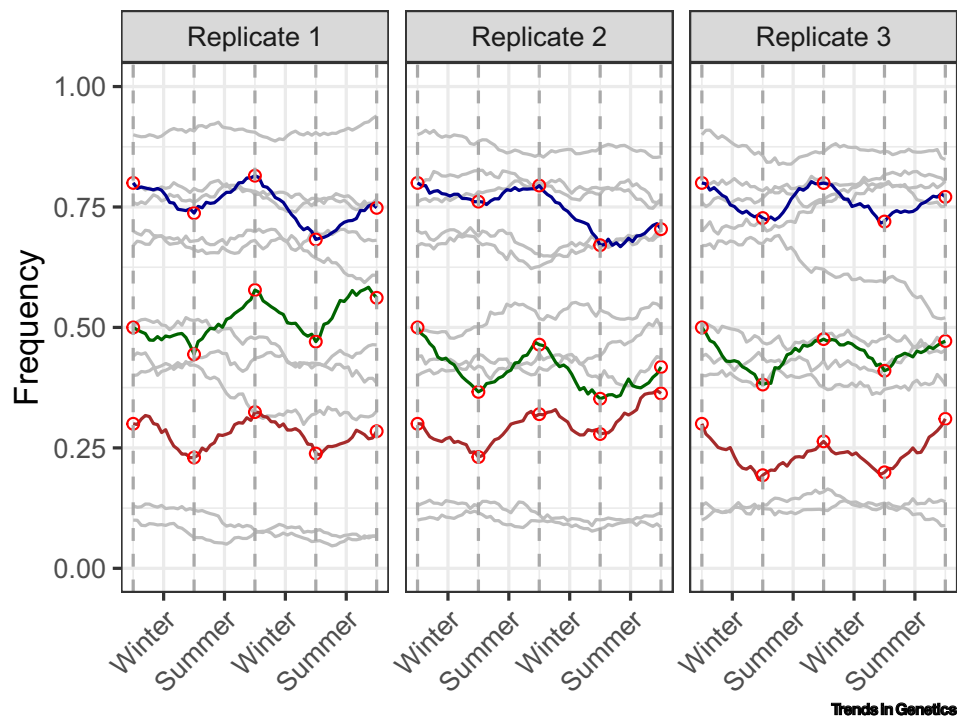 Replicate 1 Replicate 2 Replicate 3
Frequency
1.00
0.75
0.50
0.25
0.00
Winter Summer Winter Summer Winter Summer Winter Summer Winter Summer Winter Summer
Trends in Genetics